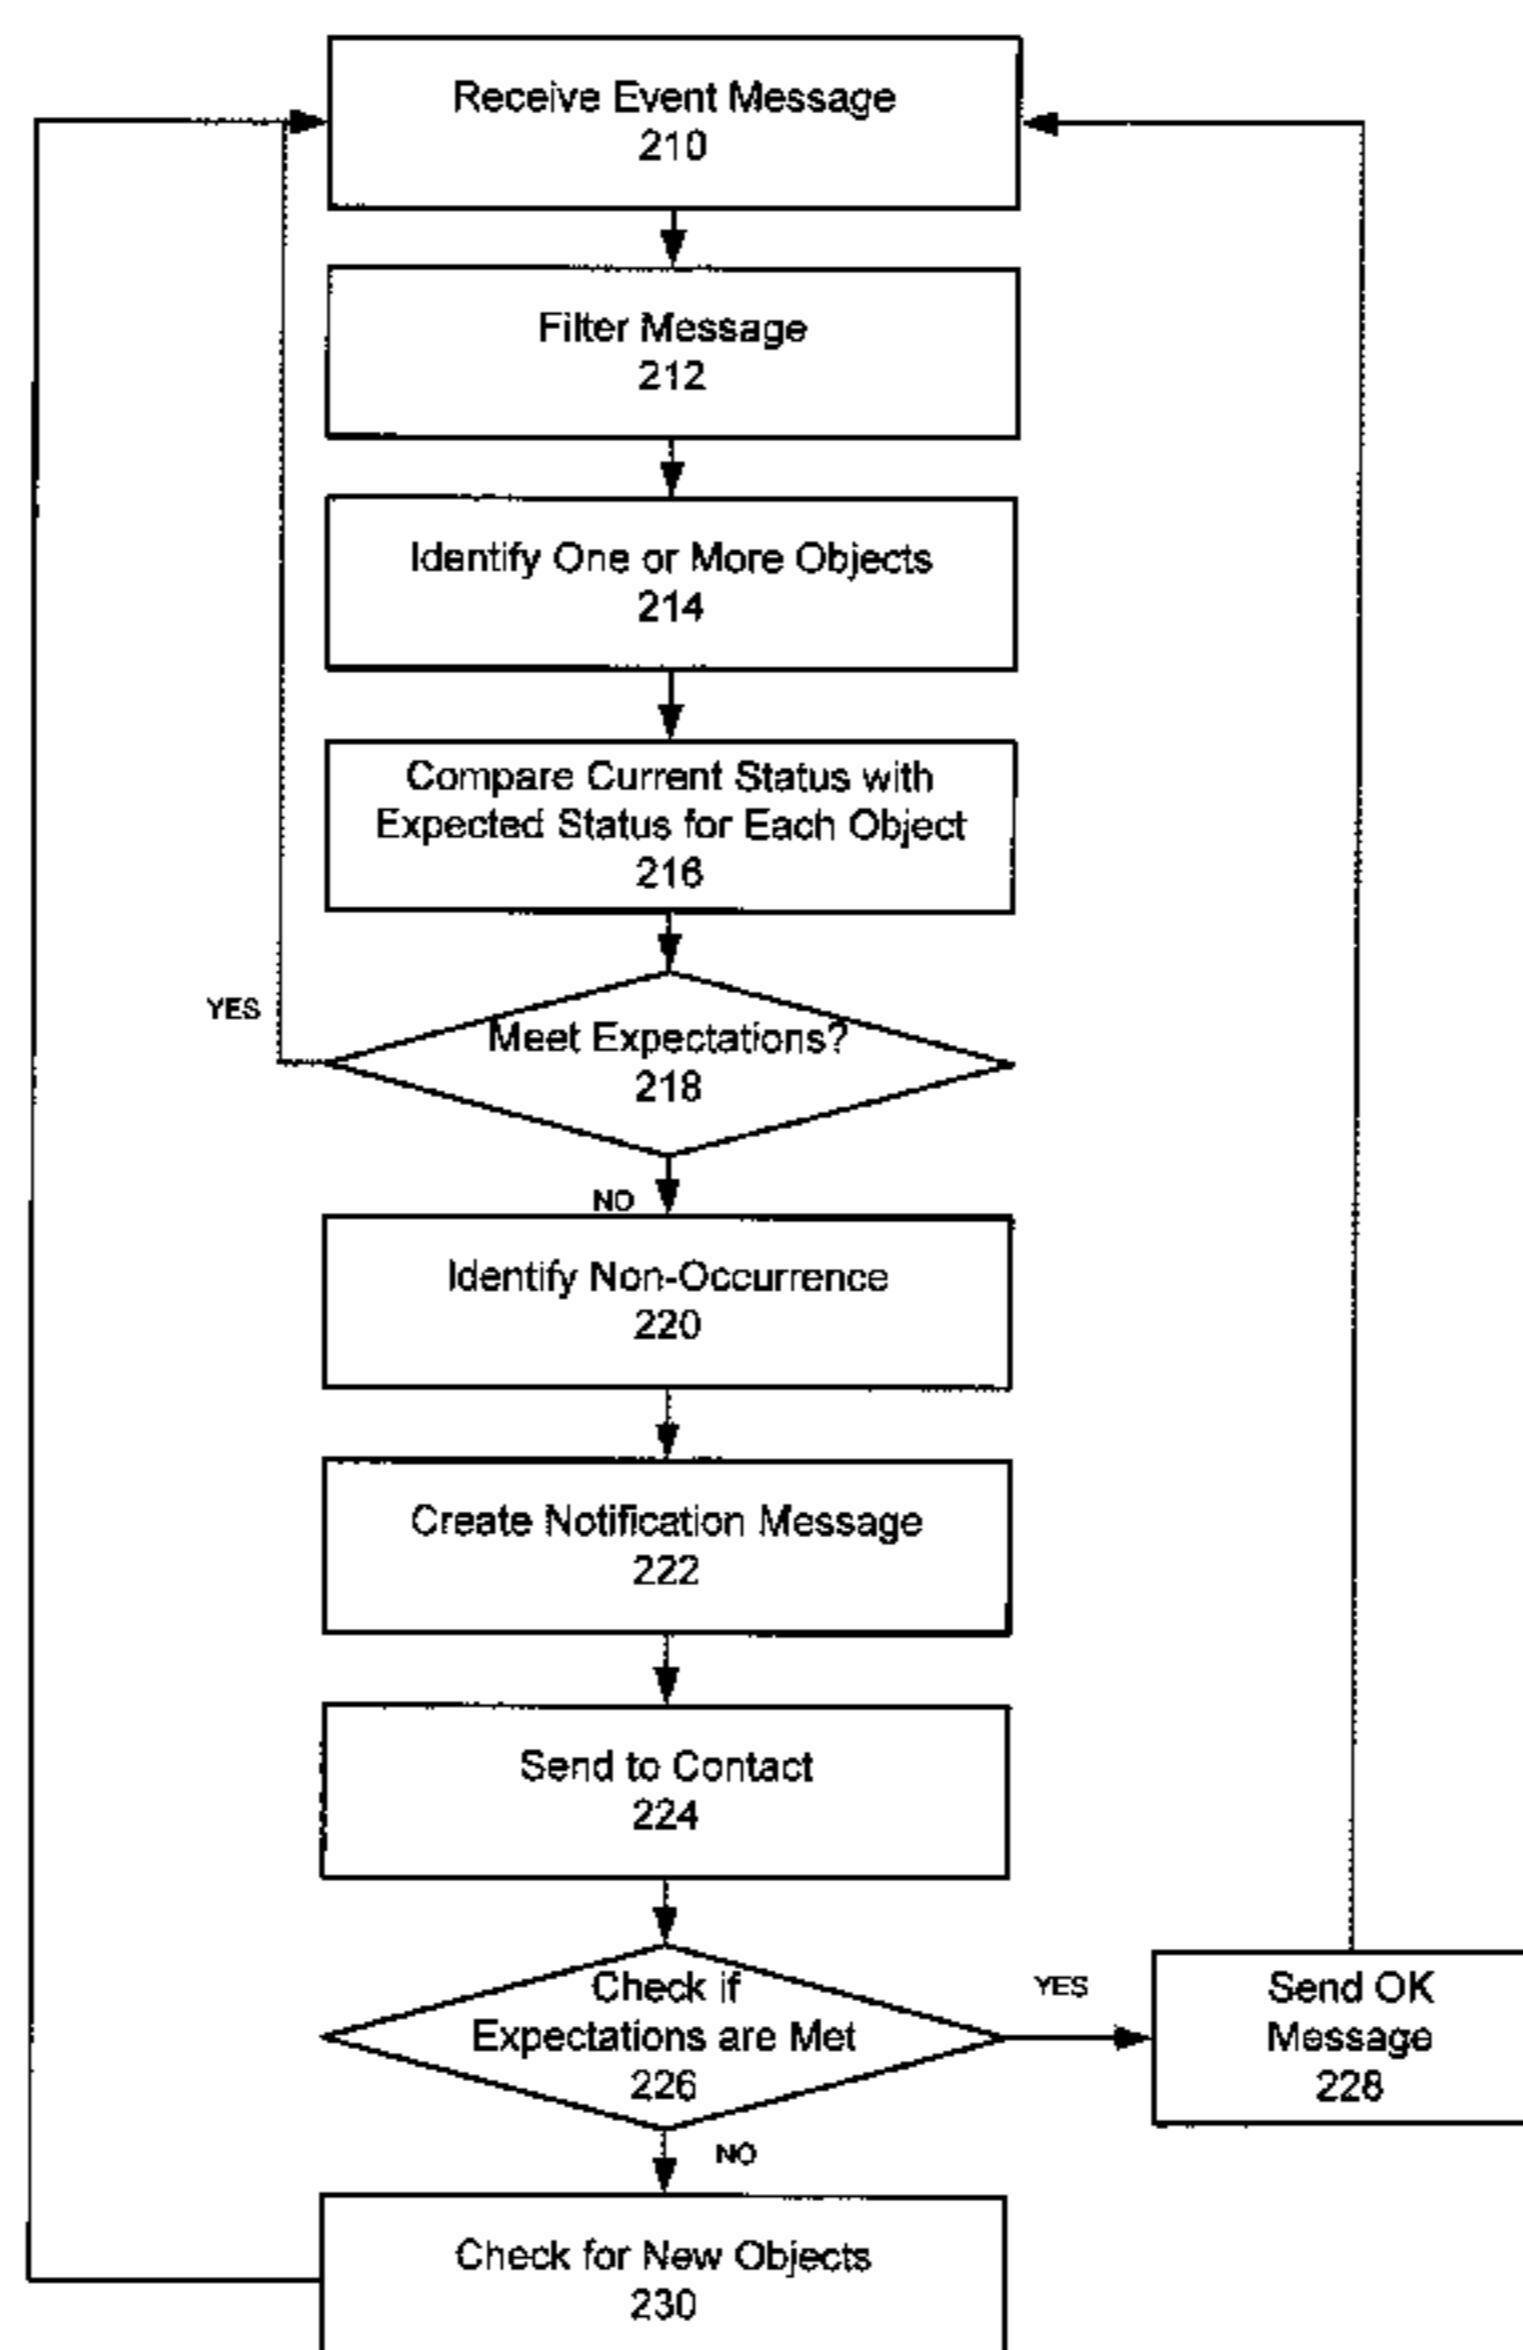 Receive Event Message
210
Filter Message
212
Identify One or More Objects
214
Compare Current Status with
Expected Status for Each Object
216
YES
Meet Expectations?
218
NO
Identify Non-Occurrence
220
Create Notification Message
222
Send to Contact
224
Check if
Expectations are Met
226
YES
Send OK
Message
228
NO
Check for New Objects
230